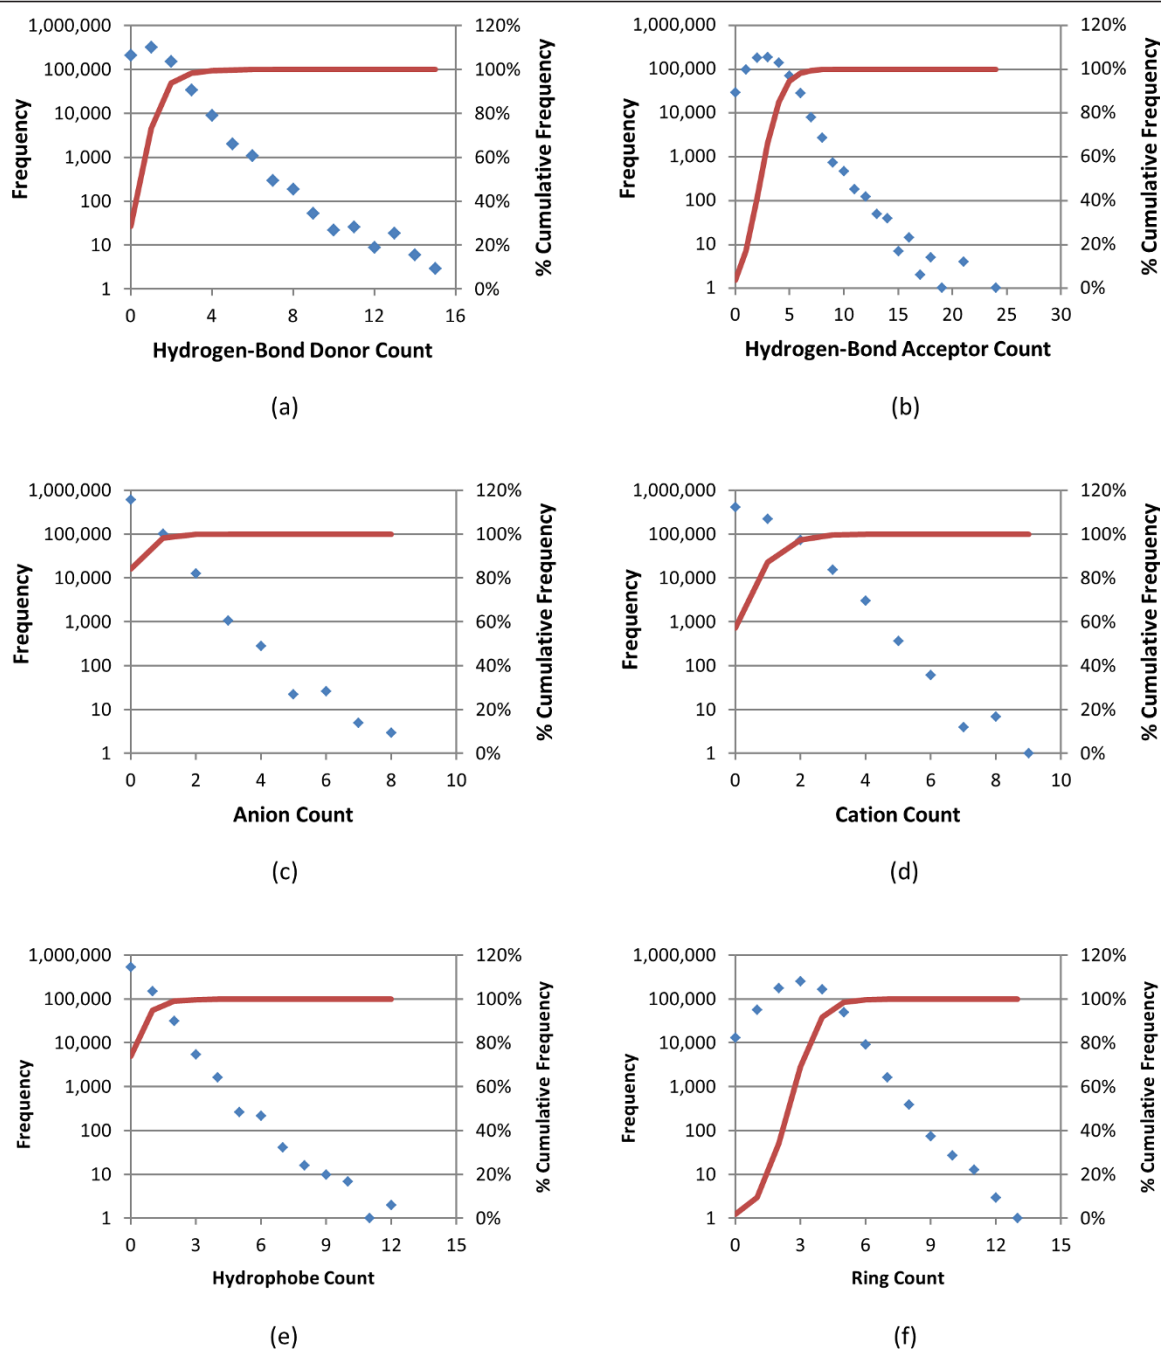 1,000,000
100,000
10,000
1,000
100
10
1
Frequency
120%
100%
80%
60%
40%
20%
0%
% Cumulative Frequency
0 4 8 12 16
Hydrogen-Bond Donor Count
(a)
1,000,000
100,000
10,000
1,000
100
10
1
Frequency
120%
100%
80%
60%
40%
20%
0%
% Cumulative Frequency
0 5 10 15 20 25 30
Hydrogen-Bond Acceptor Count
(b)
1,000,000
100,000
10,000
1,000
100
10
1
Frequency
120%
100%
80%
60%
40%
20%
0%
% Cumulative Frequency
0 2 4 6 8 10
Anion Count
(c)
1,000,000
100,000
10,000
1,000
100
10
1
Frequency
120%
100%
80%
60%
40%
20%
0%
% Cumulative Frequency
0 2 4 6 8 10
Cation Count
(d)
1,000,000
100,000
10,000
1,000
100
10
1
Frequency
120%
100%
80%
60%
40%
20%
0%
% Cumulative Frequency
0 3 6 9 12 15
Hydrophobe Count
(e)
1,000,000
100,000
10,000
1,000
100
10
1
Frequency
120%
100%
80%
60%
40%
20%
0%
% Cumulative Frequency
0 3 6 9 12 15
Ring Count
(f)